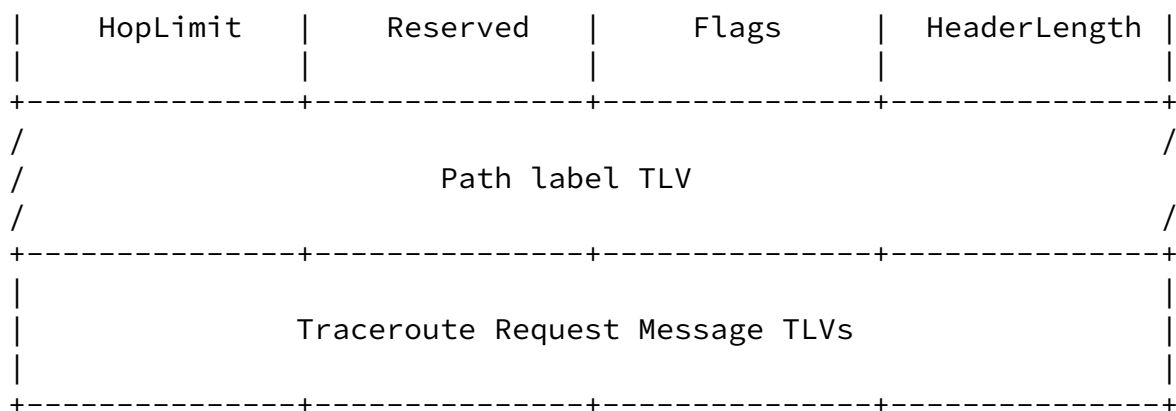 HopLimit Reserved Flags HeaderLength
Path label TLV
Traceroute Request Message TLVs